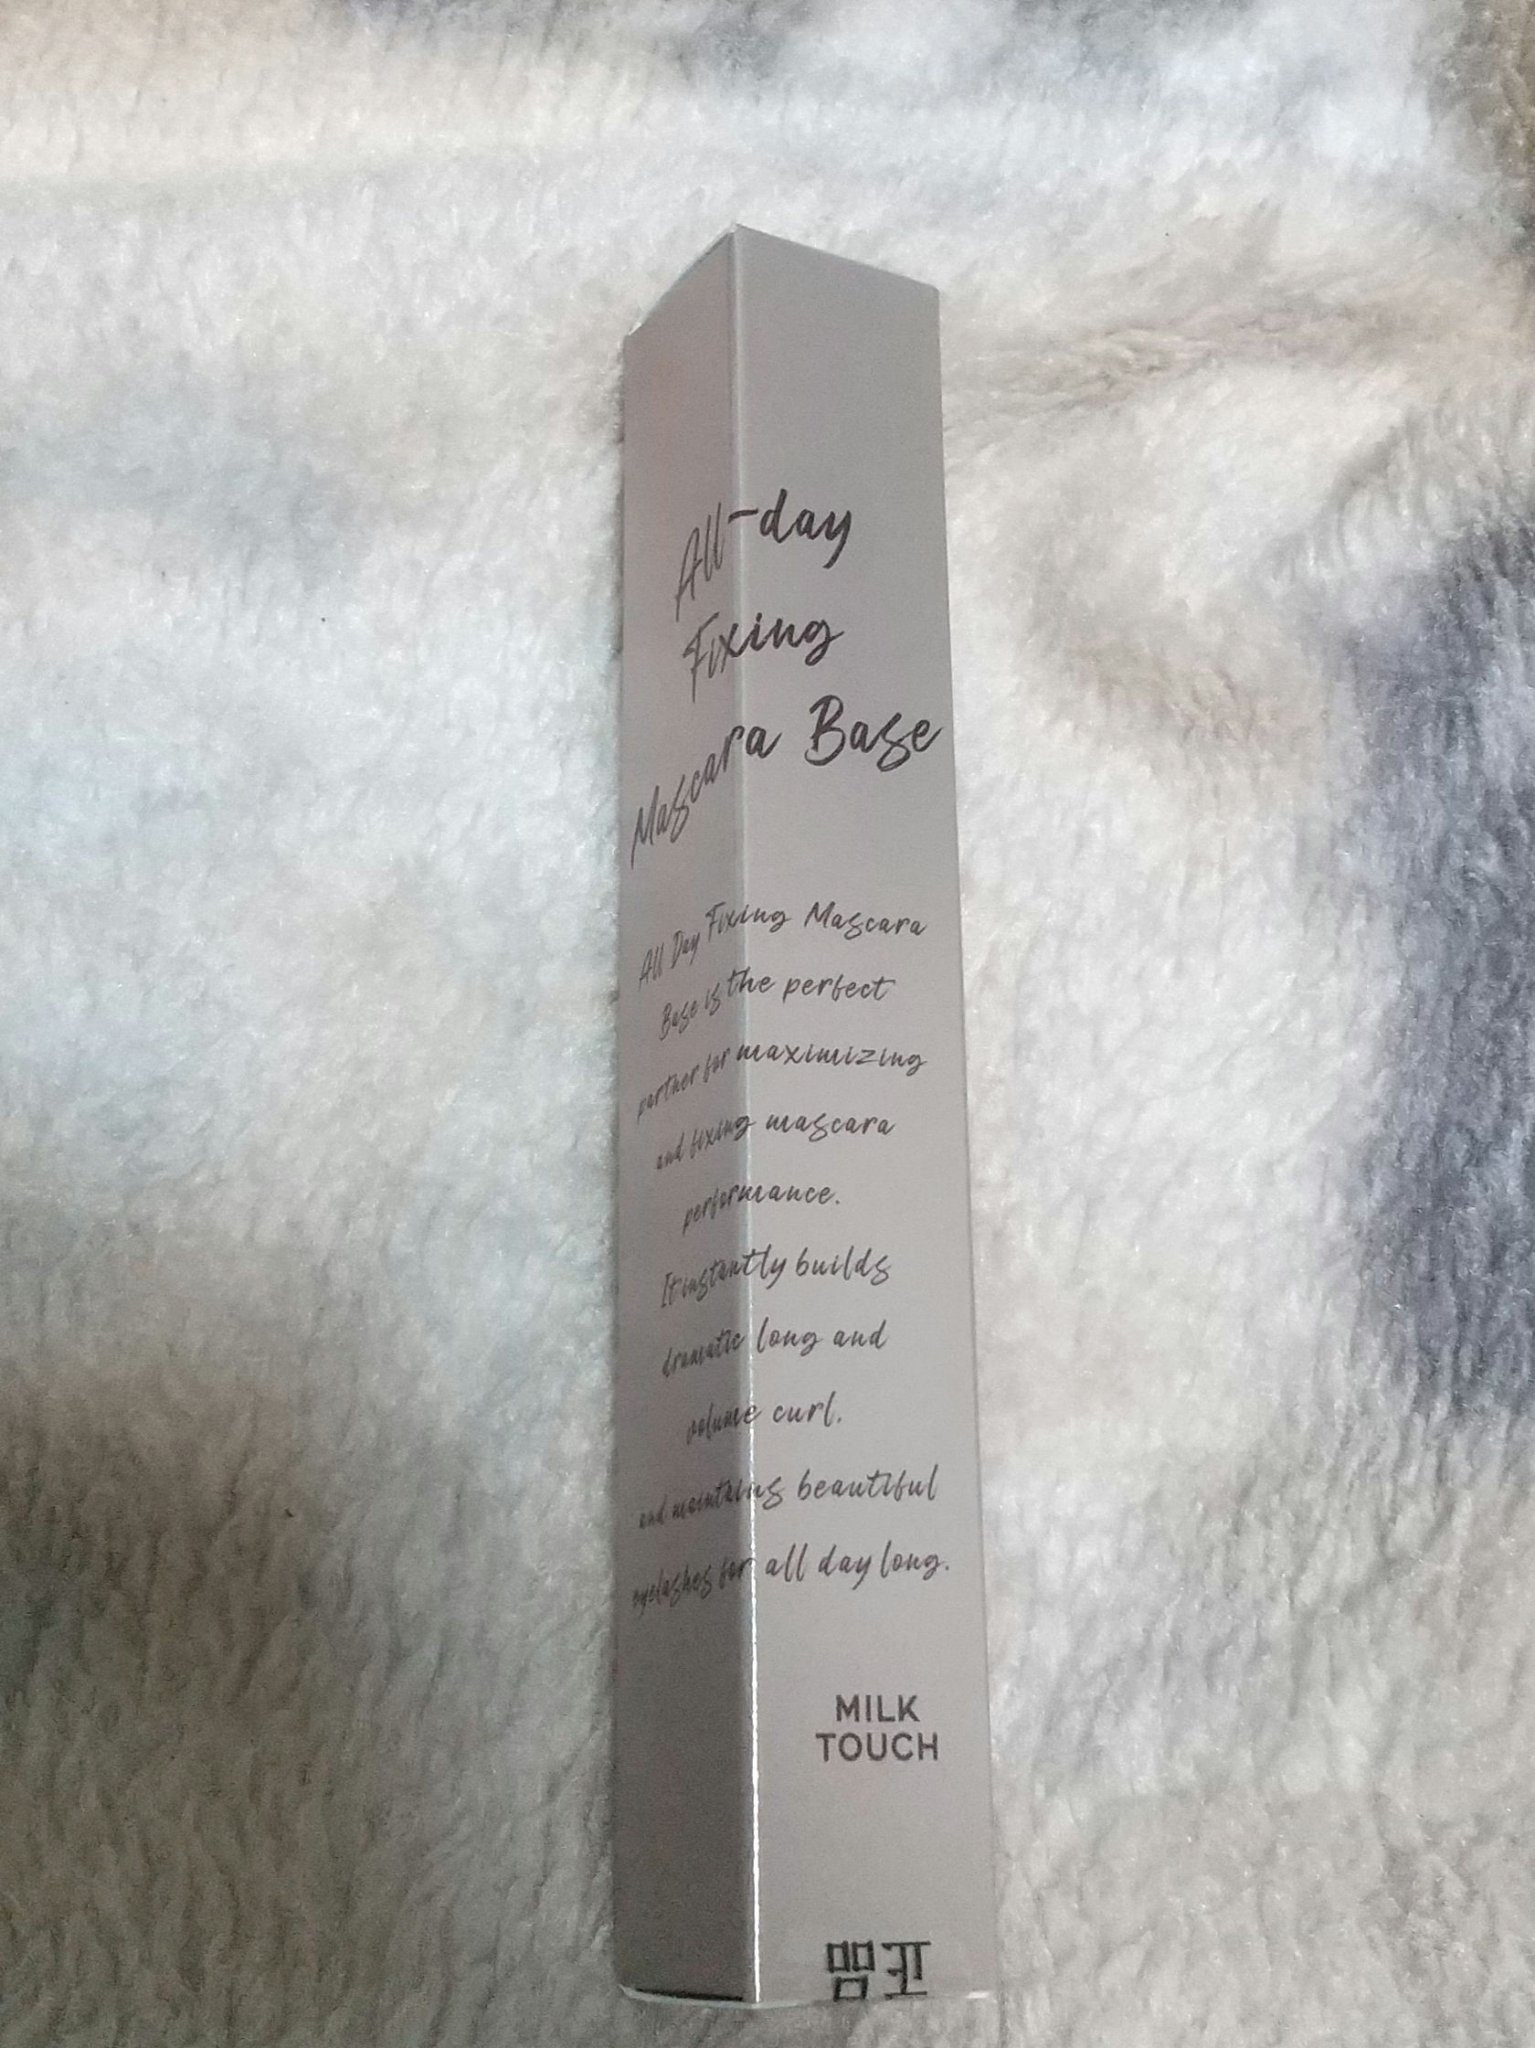 All-day
Fixing
Mascara Base
All Day Fixing Mascara
Base is the perfect
partner for maximizing
and fixing mascara
performance.
It instantly builds
dramatic long and
volume curl.
and maintains beautiful
eyelashes for all day long.
MILK
TOUCH